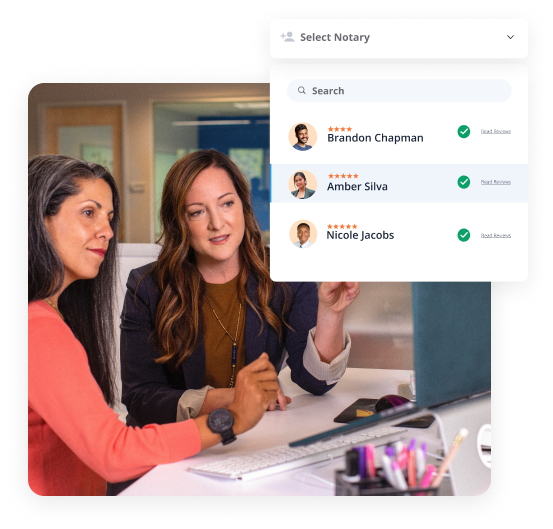 Select Notary
Search
Brandon Chapman
Read Reviews
Amber Silva
Read Reviews
Nicole Jacobs
Read Reviews